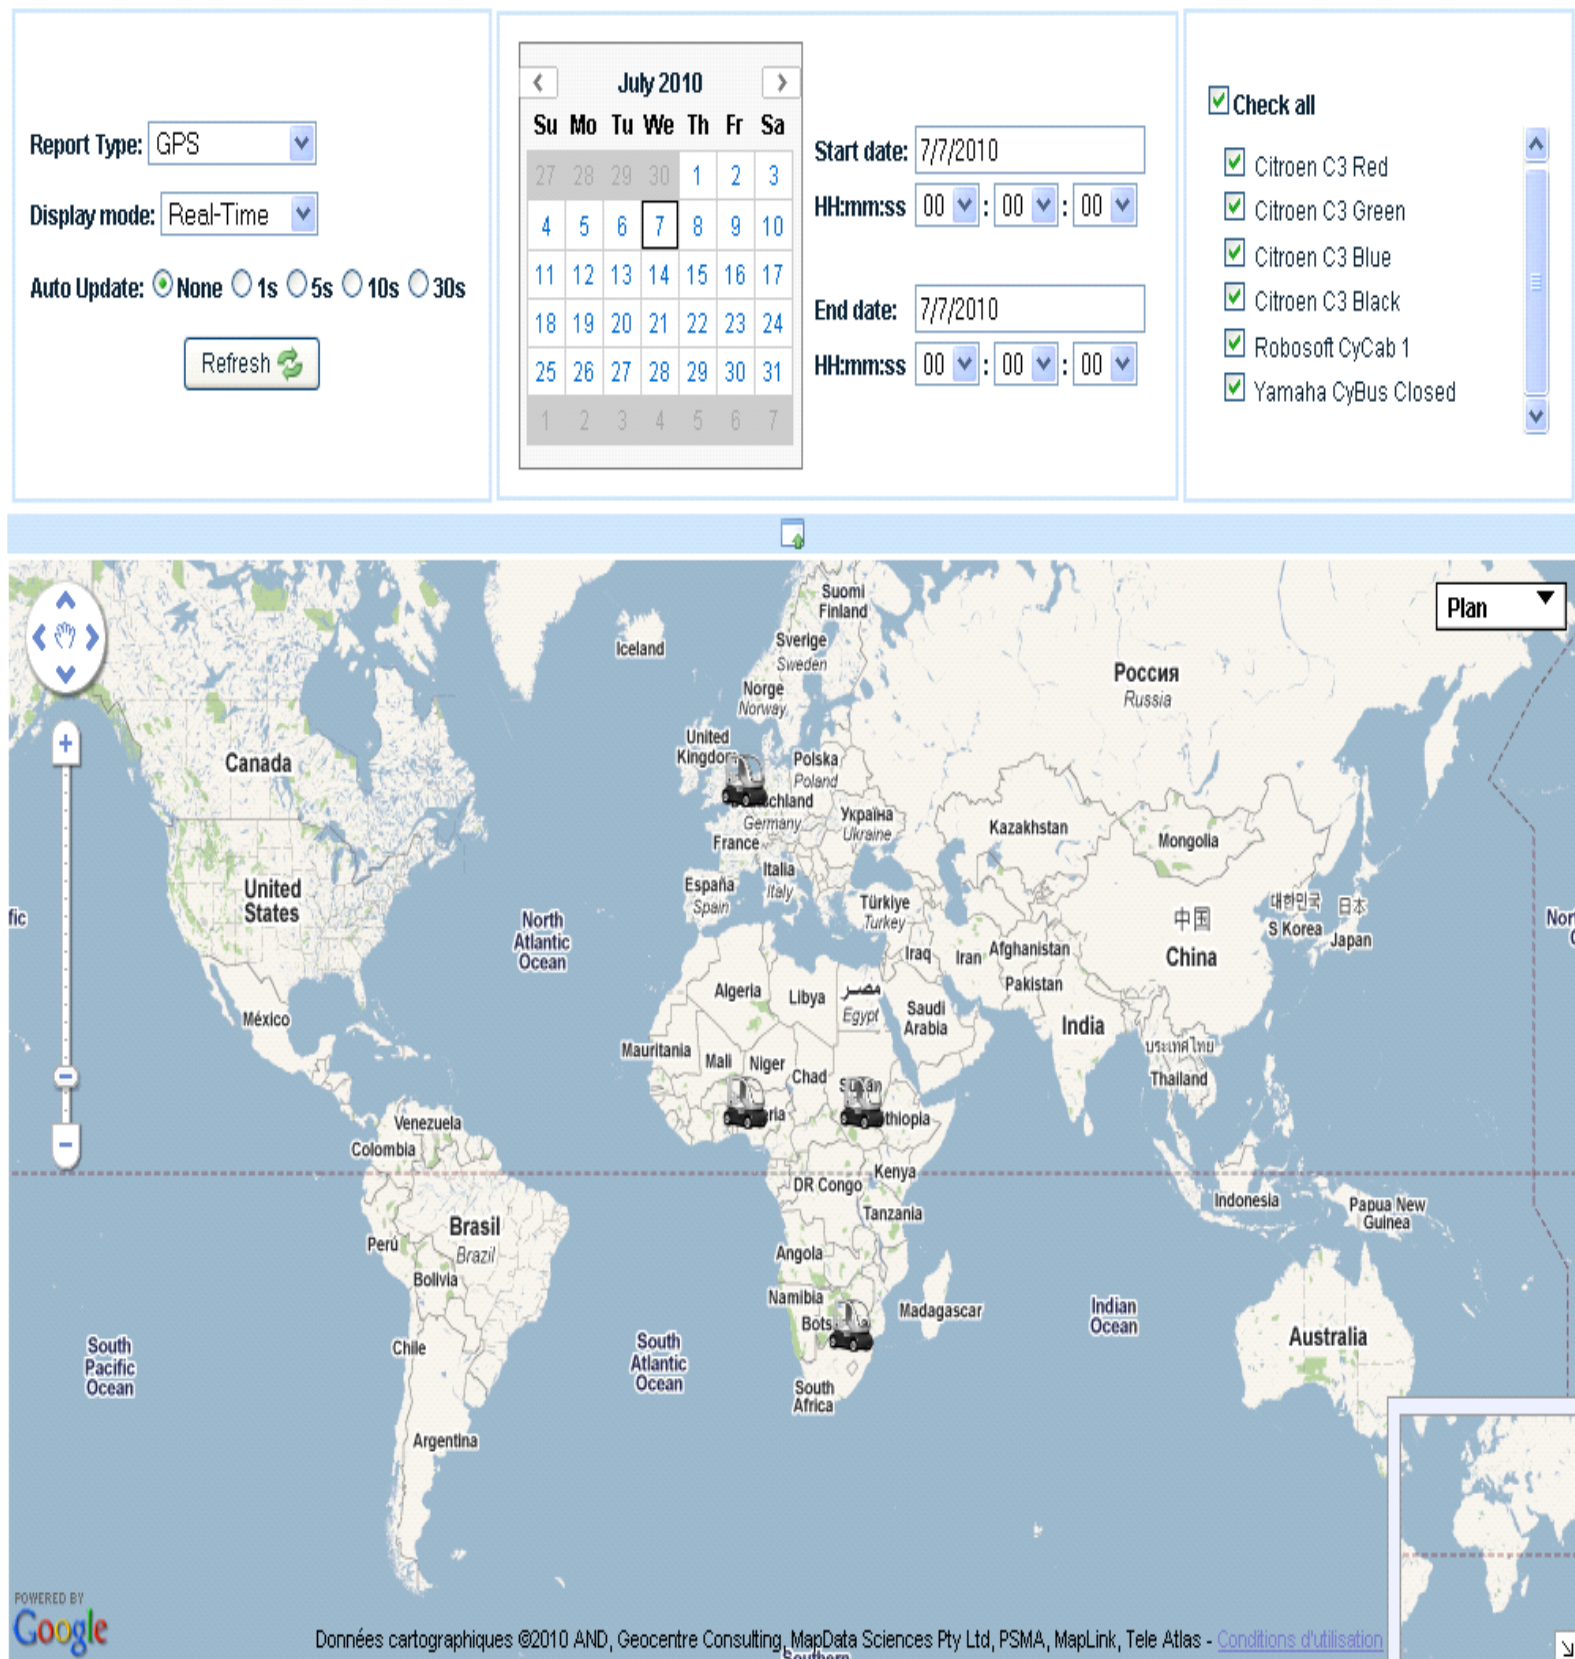 Report Type: GPS
Display mode: Real-Time
Auto Update: None 1s 5s 10s 30s
Refresh
July 2010
Su Mo Tu We Th Fr Sa
27 28 29 30 1 2 3
4 5 6 7 8 9 10
11 12 13 14 15 16 17
18 19 20 21 22 23 24
25 26 27 28 29 30 31
1 2 3 4 5 6 7
Start date: 7/7/2010
HH:mm:ss 00 : 00 : 00
End date: 7/7/2010
HH:mm:ss 00 : 00 : 00
Check all
Citroen C3 Red
Citroen C3 Green
Citroen C3 Blue
Citroen C3 Black
Robosoft CyCab 1
Yamaha CyBus Closed
Plan
Suomi
Finland
Iceland
Sverige
Sweden
Norge
Norway
Россия
Russia
United
Kingdom
Polska
Poland
Canada
Germany
Україна
Ukraine
France
Kazakhstan
Mongolia
Italia
Italy
España
Spain
United
States
Türkiye
Turkey
North
Atlantic
Ocean
Iraq
Iran
Afghanistan
Pakistan
中国
China
대한민국
S Korea
日本
Japan
Algeria
Libya
مصر
Egypt
Saudi
Arabia
India
México
Mauritania
Mali
Niger
Chad
ประเทศไทย
Thailand
Venezuela
Colombia
DR Congo
Kenya
Tanzania
Indonesia
Papua New
Guinea
Brasil
Brazil
Perú
Bolivia
Angola
Namibia
Madagascar
Indian
Ocean
Australia
Chile
South
Pacific
Ocean
South
Atlantic
Ocean
South
Africa
Argentina
POWERED BY
Google
Données cartographiques ©2010 AND, Geocentre Consulting, MapData Sciences Pty Ltd, PSMA, MapLink, Tele Atlas - Conditions d'utilisation